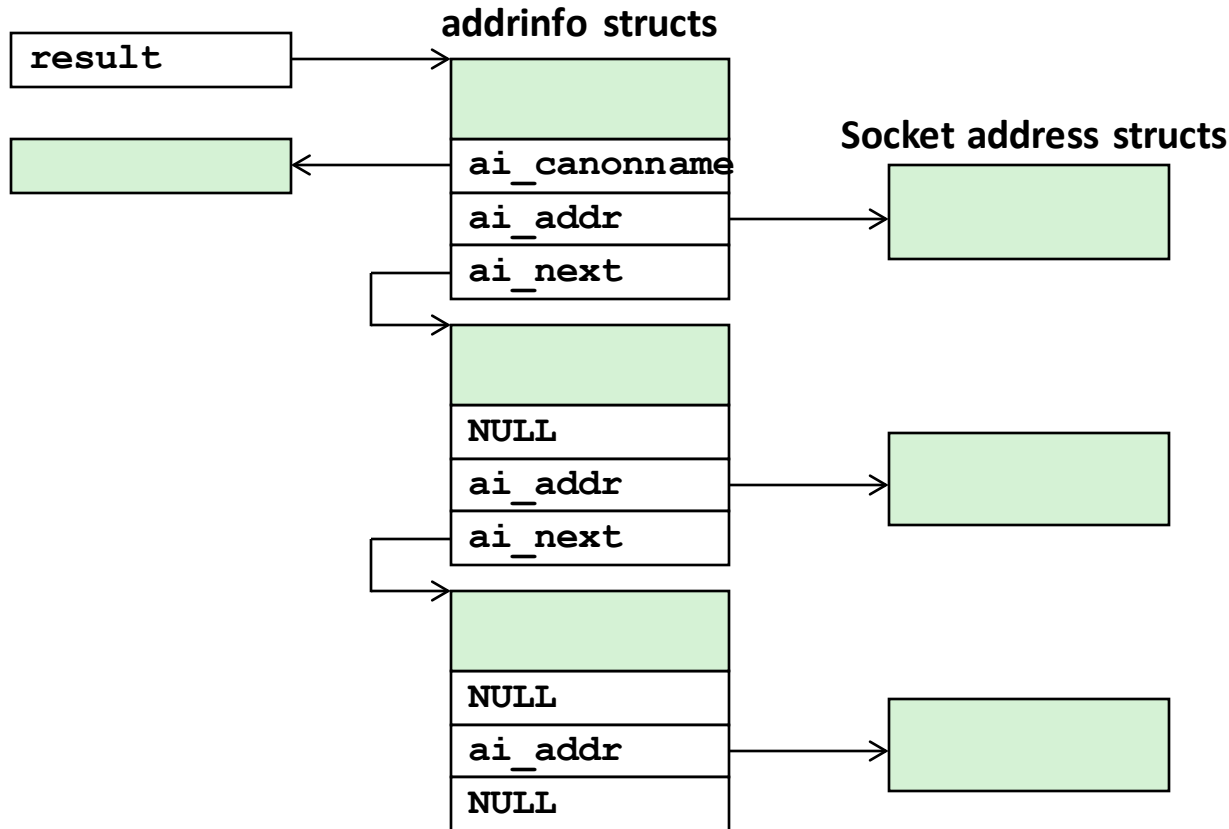 addrinfo structs
result
Socket address structs
ai_canonname
ai_addr
ai_next
NULL
ai_addr
ai_next
NULL
ai_addr
NULL